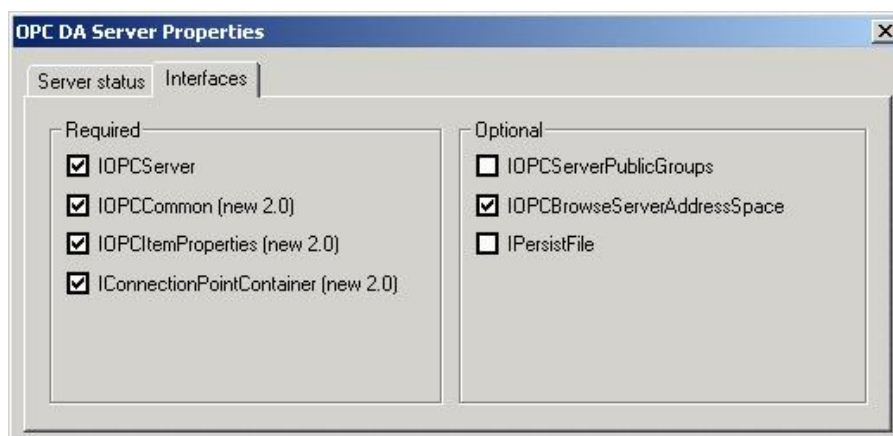 OPC DA Server Properties
Server status
Interfaces
Required
IOPCServer
IOPCCommon (new 2.0)
IOPCItemProperties (new 2.0)
IConnectionPointContainer (new 2.0)
Optional
IOPCServerPublicGroups
IOPCBrowseServerAddressSpace
IPersistFile